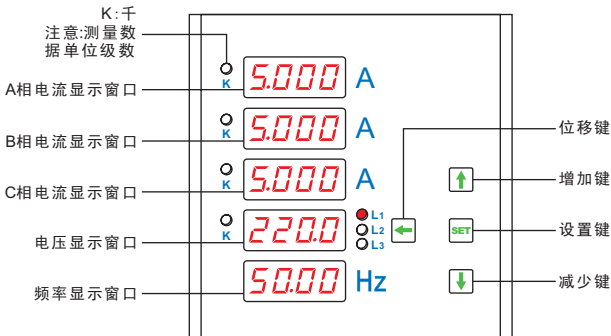 K:千
注意:测量数
据单位级数
A相电流显示窗口
K 5.000 A
B相电流显示窗口
K 5.000 A
C相电流显示窗口
K 5.000 A
电压显示窗口
K 220.0
L1
L2
L3
频率显示窗口
50.00 Hz
位移键
增加键
SET
设置键
减少键